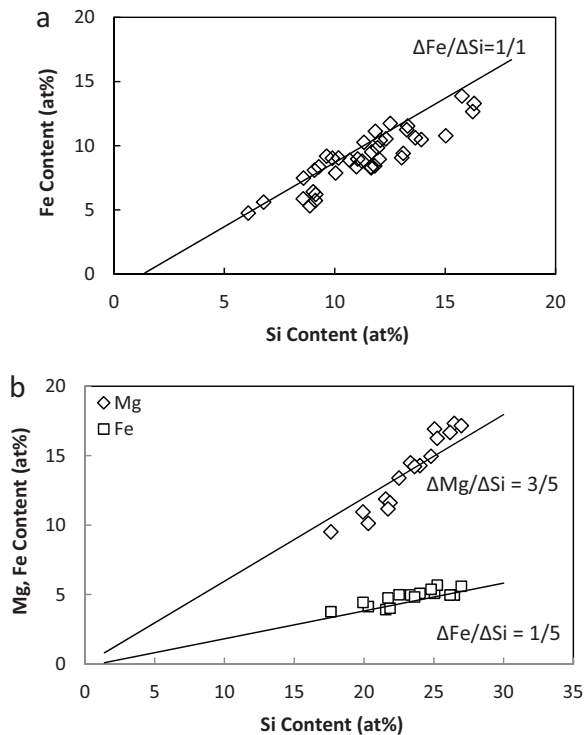 a
20
15
10
5
0
Fe Content (at%)
ΔFe/ΔSi=1/1
0 5 10 15 20
Si Content (at%)
b
20
15
10
5
0
Mg, Fe Content (at%)
Mg
Fe
ΔMg/ΔSi = 3/5
ΔFe/ΔSi = 1/5
0 5 10 15 20 25 30 35
Si Content (at%)